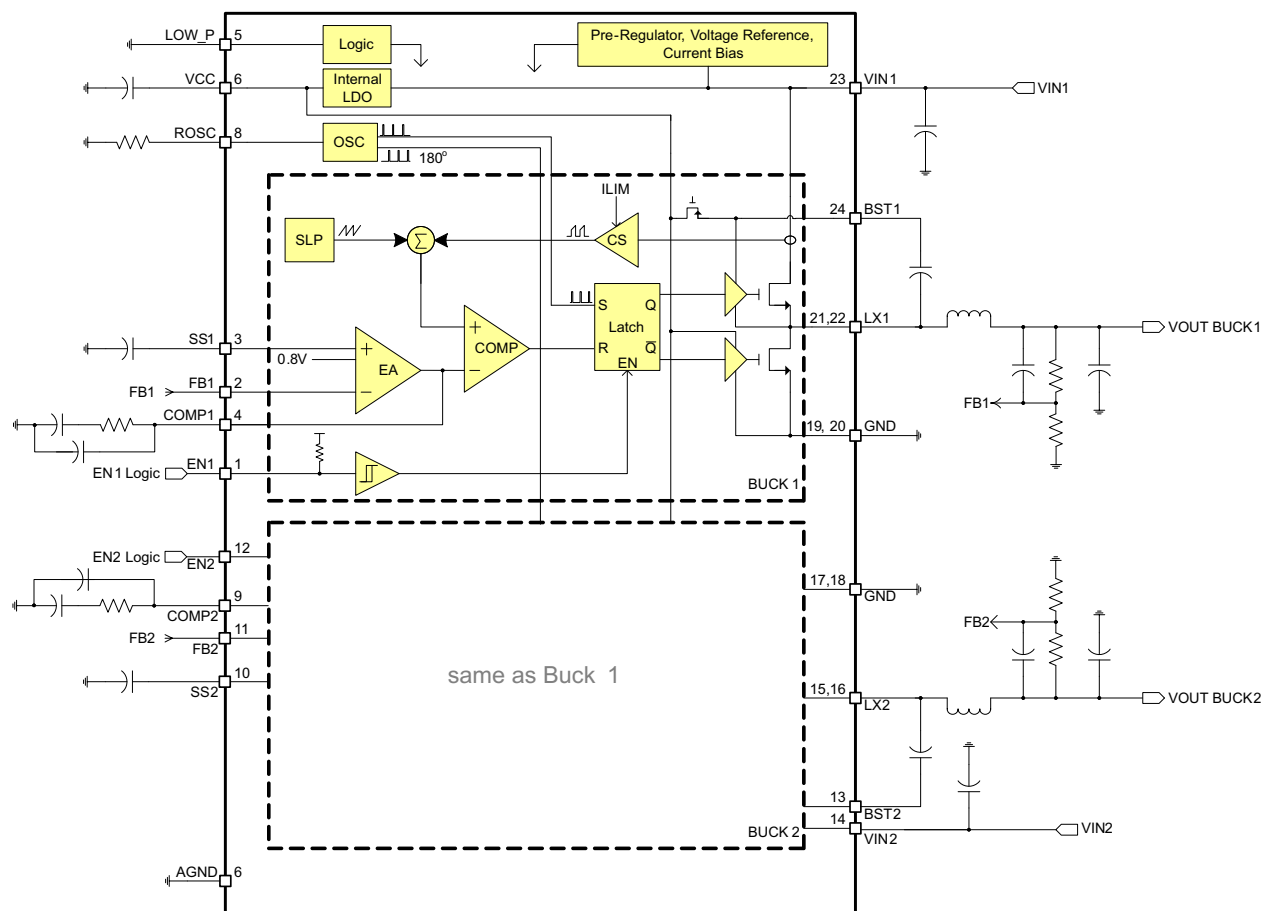 LOW_P 5
Logic
Pre-Regulator, Voltage Reference,
Current Bias
VCC 6
Internal
LDO
23 VIN1
VIN1
ROSC 8
OSC
180°
ILIM
24 BST1
SLP
Σ
CS
S Q
Latch
R Q̅
EN
21,22 LX1
VOUT BUCK1
+
COMP
−
SS1
3
0.8V
+
EA
−
FB1
FB1
2
COMP1
4
FB1
19, 20 GND
EN1 Logic
EN1
1
BUCK 1
EN2 Logic
12
EN2
9
COMP2
FB2
11
FB2
10
SS2
same as Buck 1
17,18
GND
FB2
15,16
LX2
VOUT BUCK2
13
BST2
14
VIN2
VIN2
BUCK 2
AGND 6